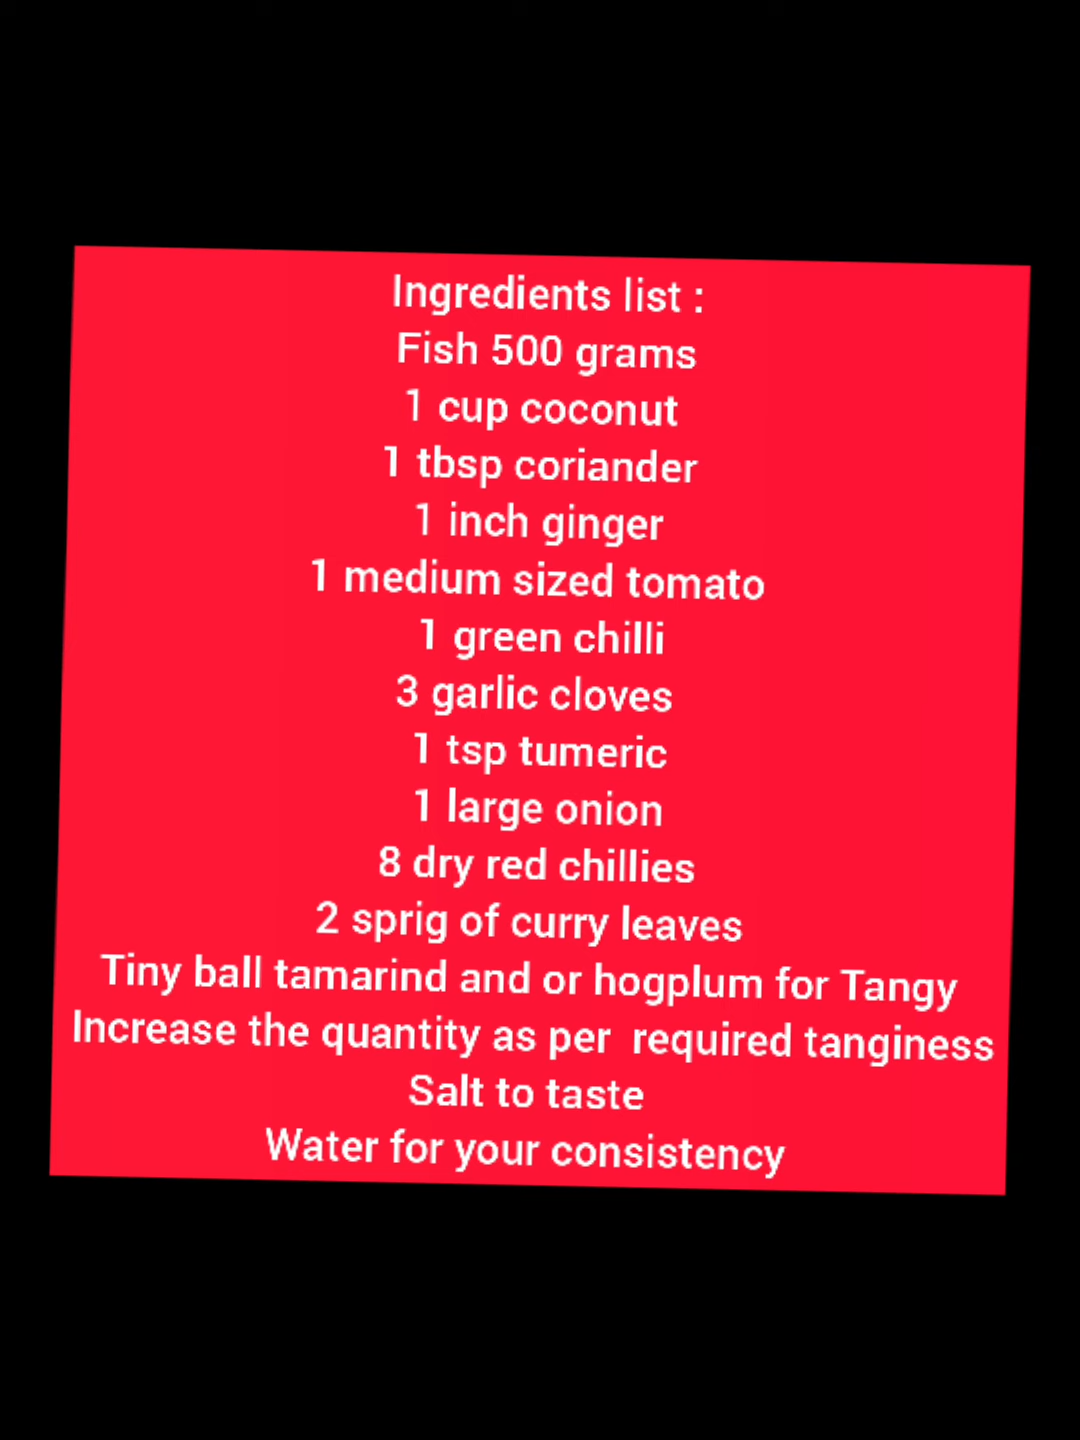 Ingredients list :
Fish 500 grams
1 cup coconut
1 tbsp coriander
1 inch ginger
1 medium sized tomato
1 green chilli
3 garlic cloves
1 tsp tumeric
1 large onion
8 dry red chillies
2 sprig of curry leaves
Tiny ball tamarind and or hogplum for Tangy
Increase the quantity as per  required tanginess
Salt to taste
Water for your consistency